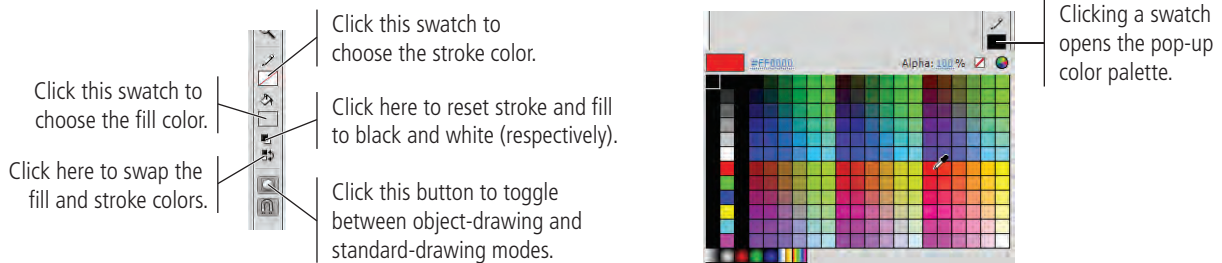 Click this swatch to
choose the stroke color.
Click this swatch to
choose the fill color.
Click here to reset stroke and fill
to black and white (respectively).
Click here to swap the
fill and stroke colors.
Click this button to toggle
between object-drawing and
standard-drawing modes.
Clicking a swatch
opens the pop-up
color palette.
#FF0000
Alpha: 100 %